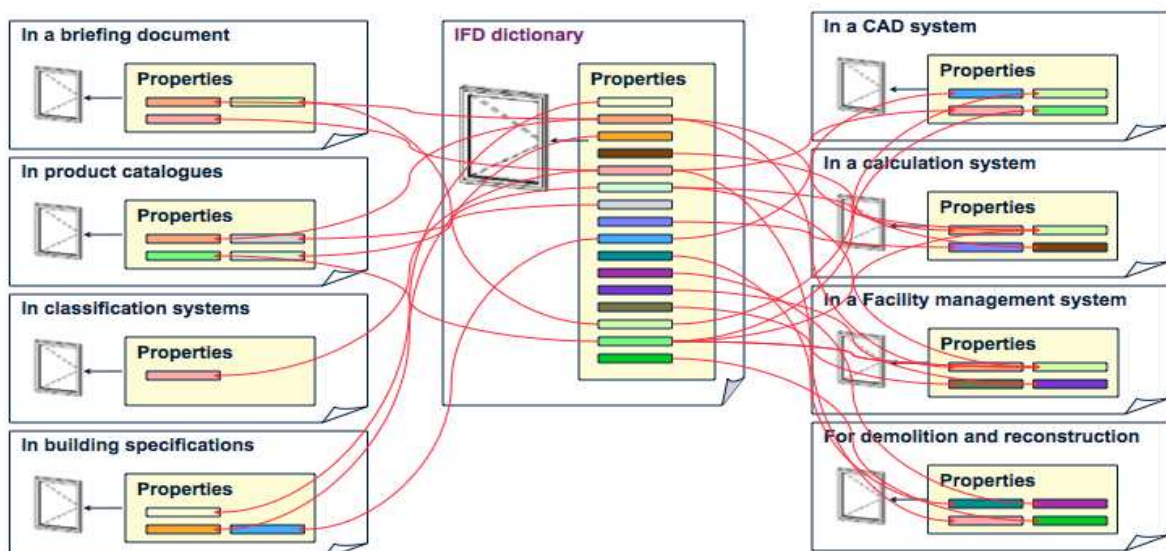 In a briefing document
Properties
In product catalogues
Properties
In classification systems
Properties
In building specifications
Properties
IFD dictionary
Properties
In a CAD system
Properties
In a calculation system
Properties
In a Facility management system
Properties
For demolition and reconstruction
Properties